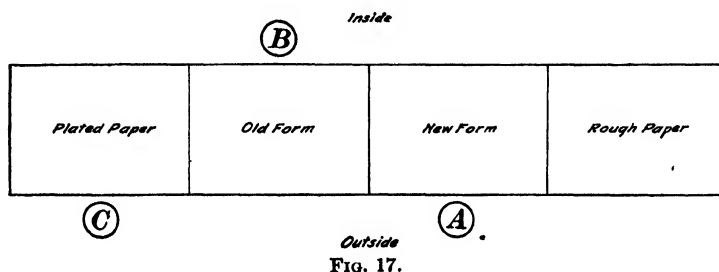 Inside
B
Plated Paper Old Form New Form Rough Paper
C A
Outside
FIG. 17.